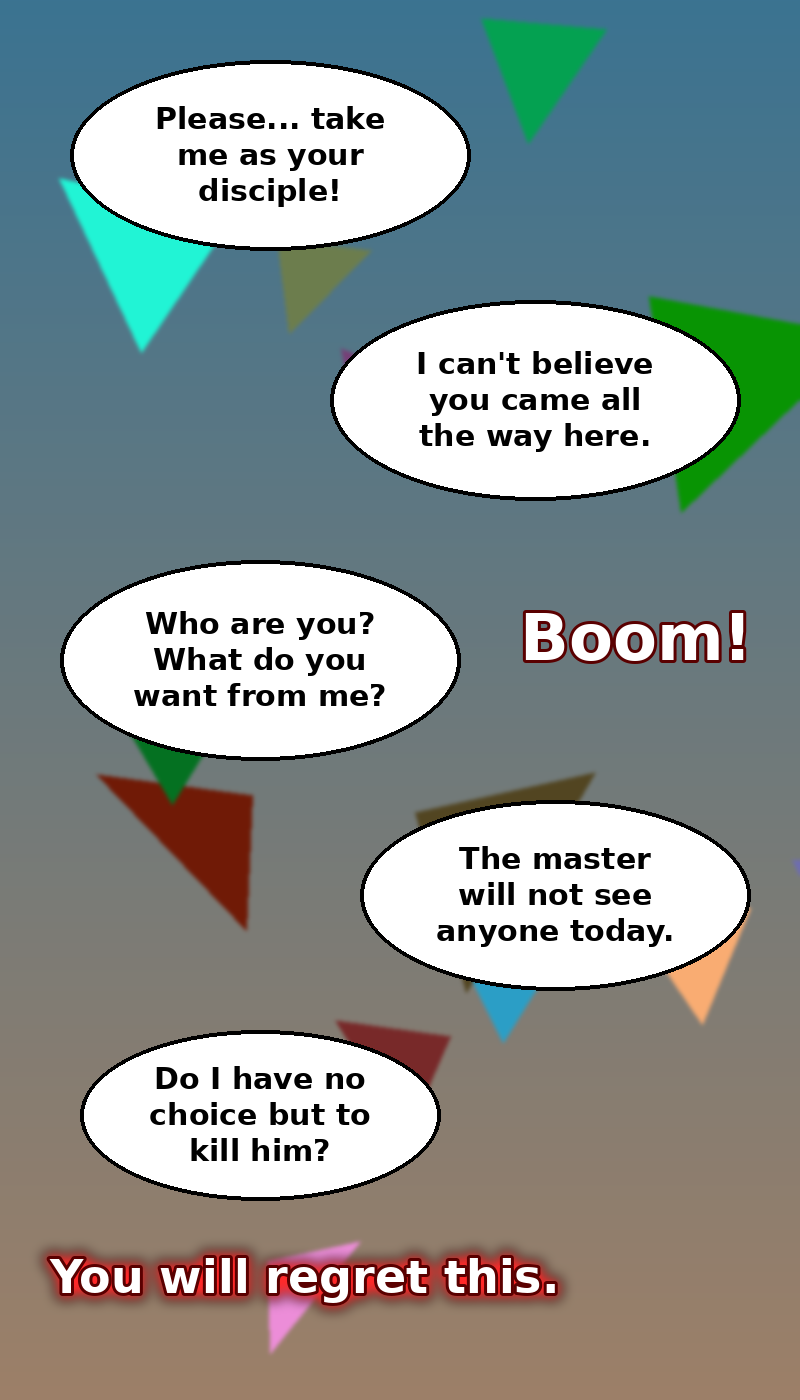 Please... take
me as your
disciple!
I can't believe
you came all
the way here.
Who are you?
What do you
want from me?
Boom!
The master
will not see
anyone today.
Do I have no
choice but to
kill him?
You will regret this.